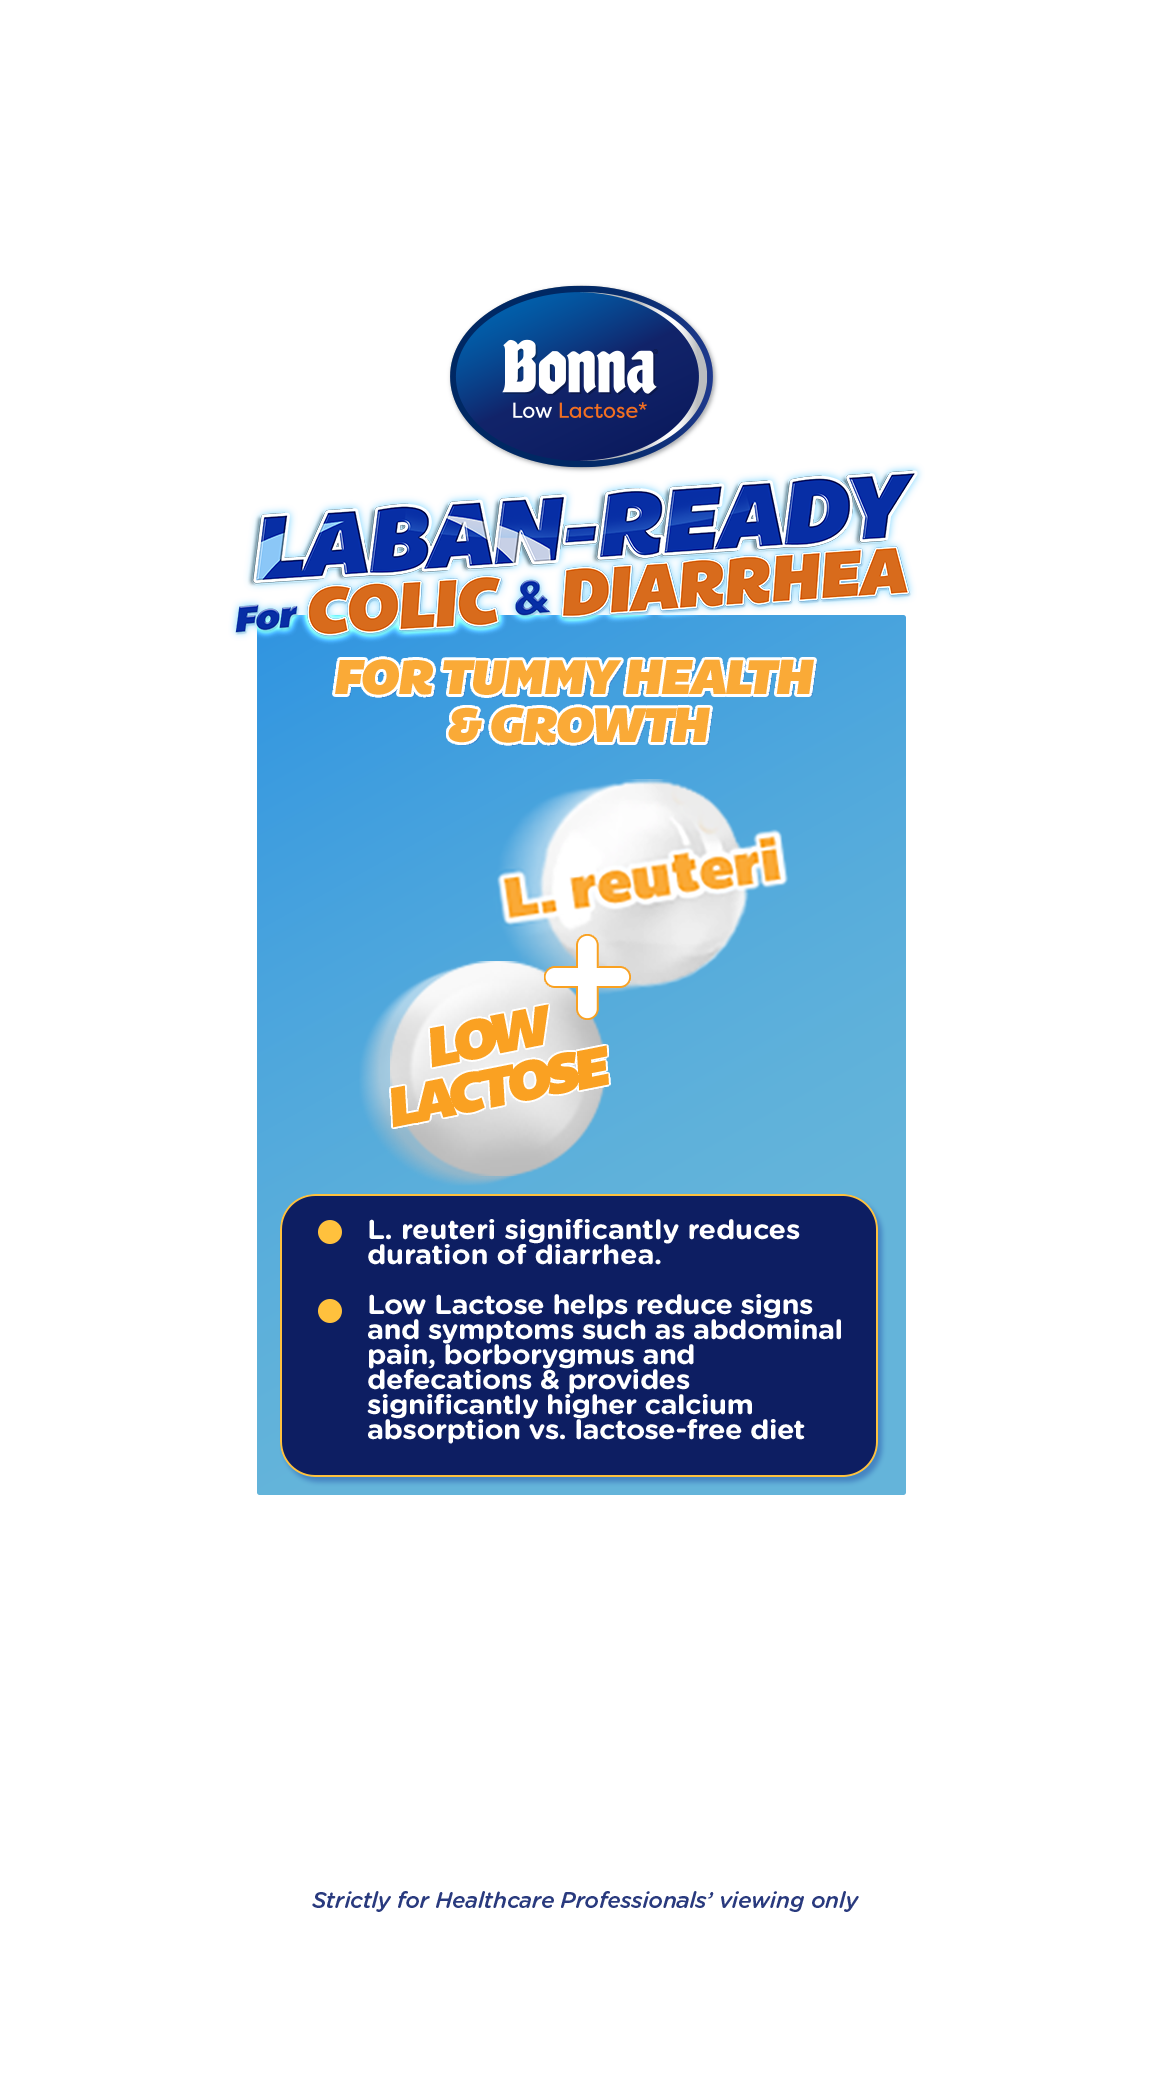 Bonna
Low Lactose*
LABAN-READY
For COLIC & DIARRHEA
FOR TUMMY HEALTH
& GROWTH
L. reuteri
+
LOW
LACTOSE
L. reuteri significantly reduces
duration of diarrhea.
Low Lactose helps reduce signs
and symptoms such as abdominal
pain, borborygmus and
defecations & provides
significantly higher calcium
absorption vs. lactose-free diet
Strictly for Healthcare Professionals’ viewing only